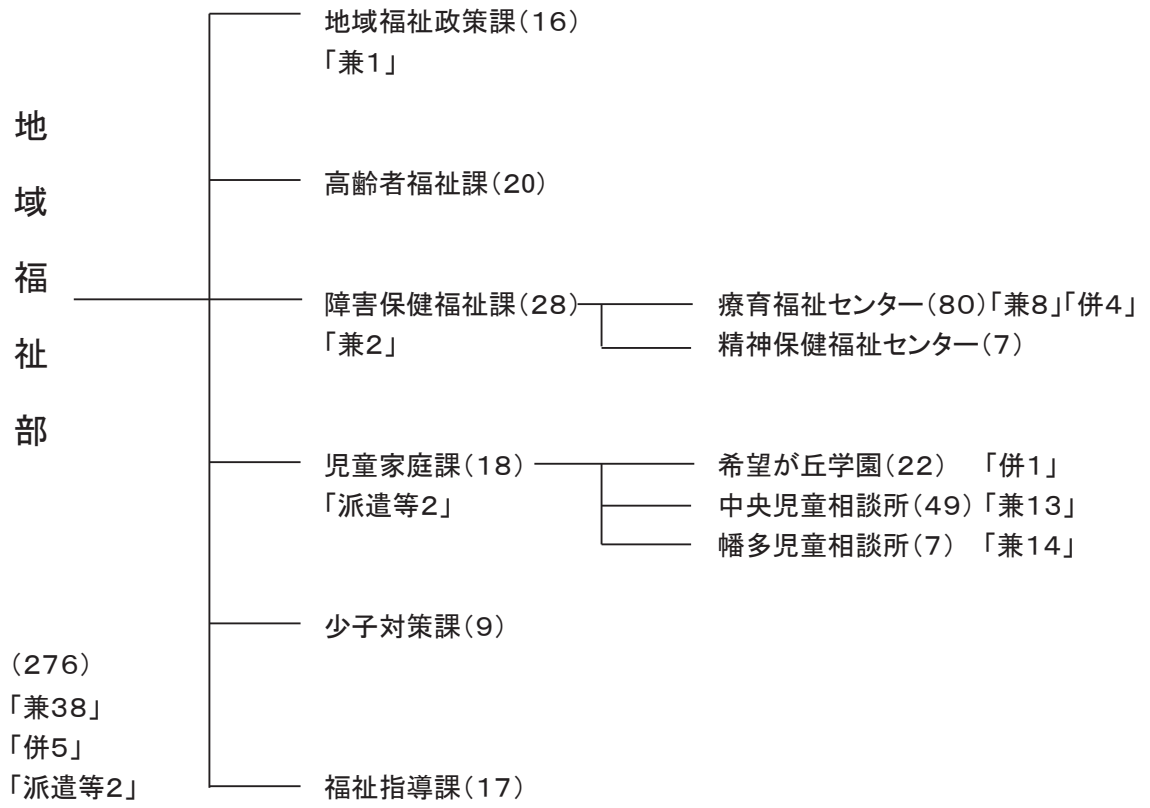 地域福祉部
(276)
「兼38」
「併5」
「派遣等2」
地域福祉政策課(16)
「兼1」
高齢者福祉課(20)
障害保健福祉課(28)
「兼2」
療育福祉センター(80)「兼8」「併4」
精神保健福祉センター(7)
児童家庭課(18)
「派遣等2」
希望が丘学園(22) 「併1」
中央児童相談所(49)「兼13」
幡多児童相談所(7) 「兼14」
少子対策課(9)
福祉指導課(17)